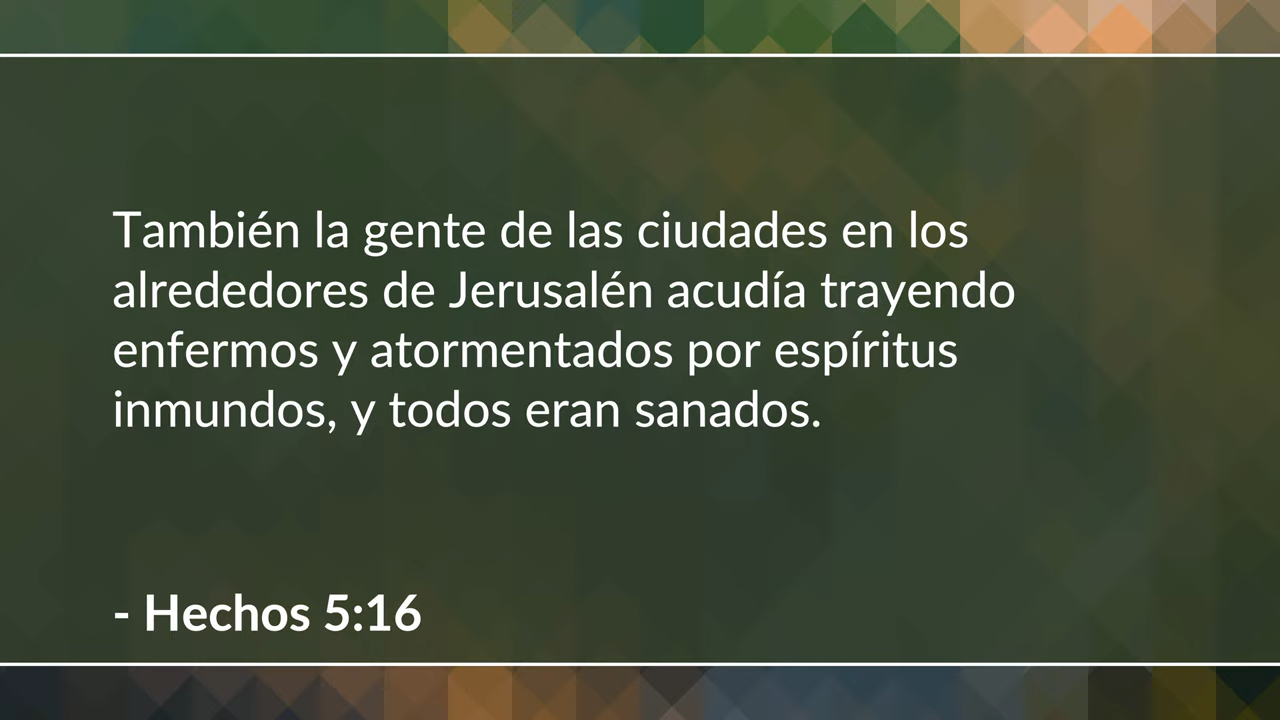 También la gente de las ciudades en los
alrededores de Jerusalén acudía trayendo
enfermos y atormentados por espíritus
inmundos, y todos eran sanados.
- Hechos 5:16